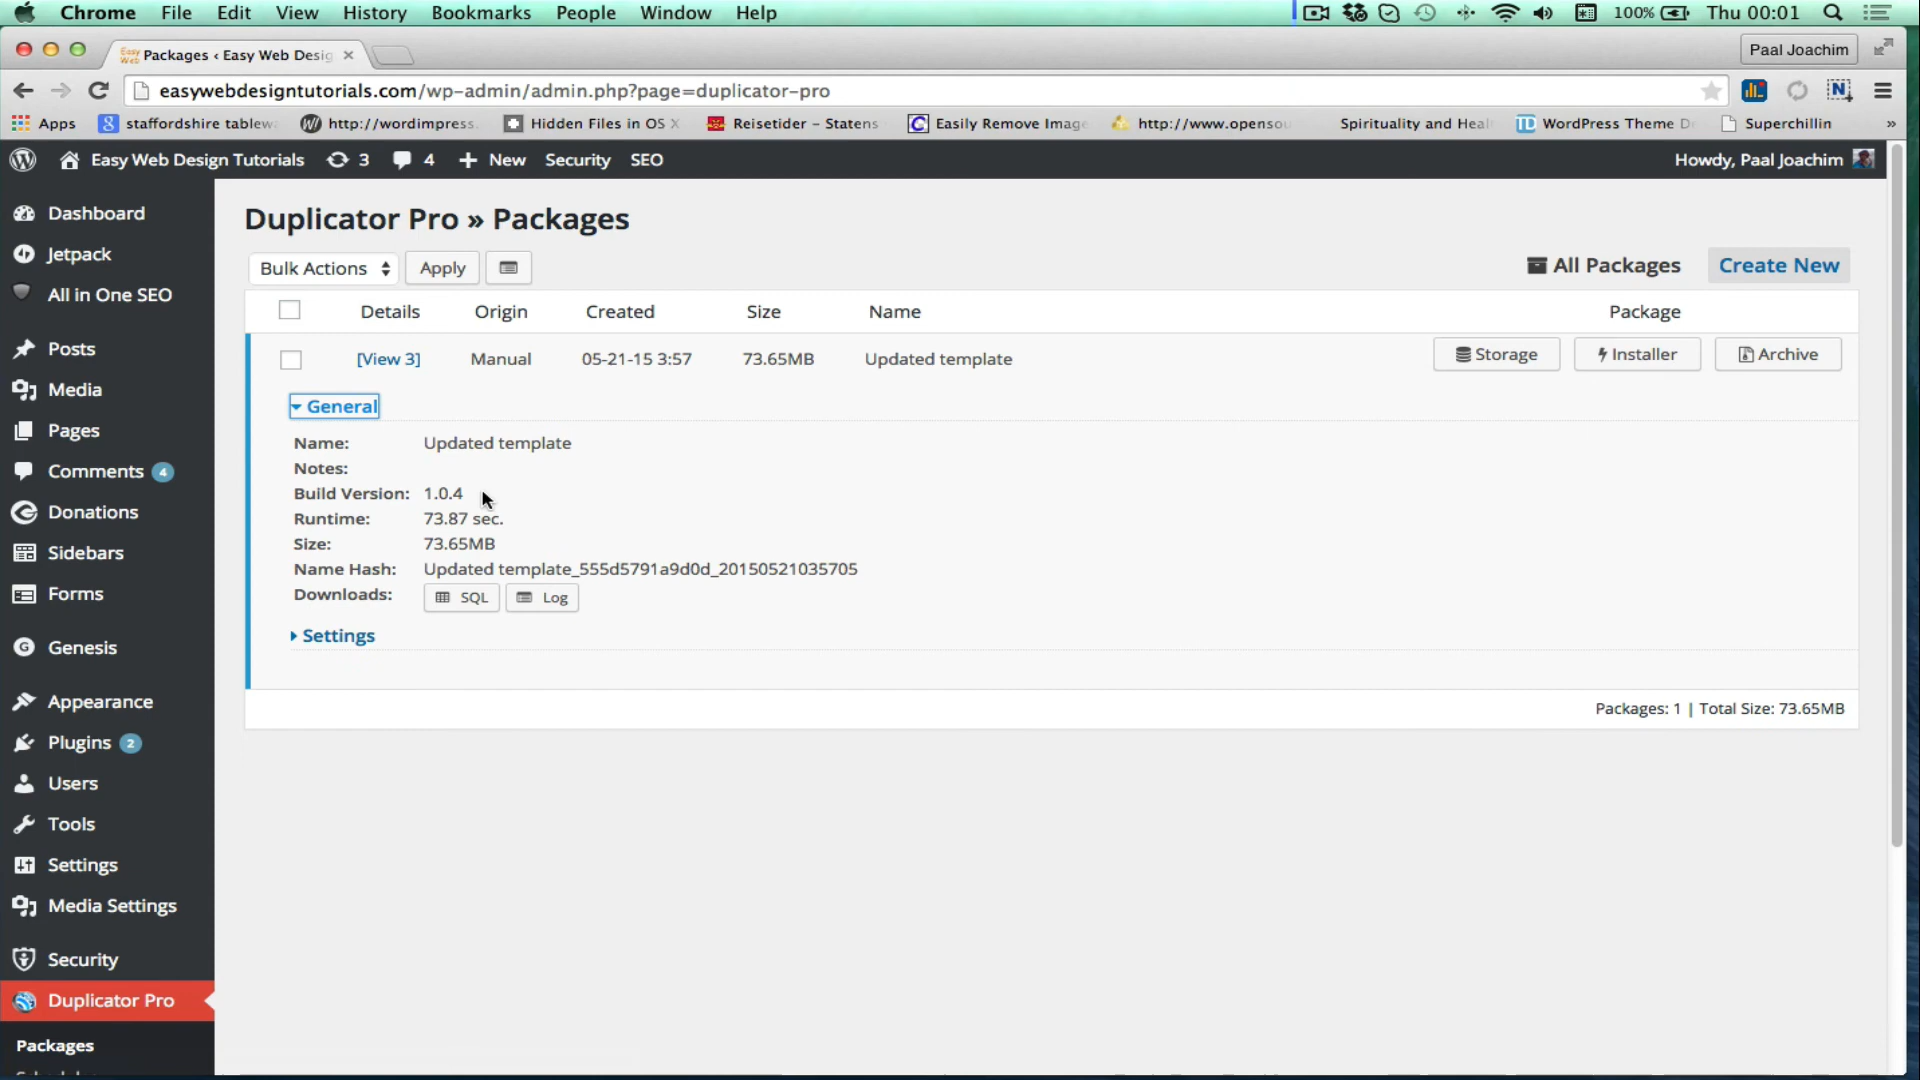 Chrome File Edit View History Bookmarks People Window Help 100% Thu 00:01
Packages ‹ Easy Web Desig Paal Joachim
easywebdesigntutorials.com/wp-admin/admin.php?page=duplicator-pro
Apps staffordshire tablew http://wordimpress. Hidden Files in OS X Reisetider – Statens Easily Remove Image http://www.openso Spirituality and Heal WordPress Theme D Superchillin »
Easy Web Design Tutorials 3 4 New Security SEO Howdy, Paal Joachim
Dashboard
Jetpack
All in One SEO
Posts
Media
Pages
Comments 4
Donations
Sidebars
Forms
Genesis
Appearance
Plugins 2
Users
Tools
Settings
Media Settings
Security
Duplicator Pro
Packages
Duplicator Pro » Packages
Bulk Actions Apply All Packages Create New
Details Origin Created Size Name Package
[View 3] Manual 05-21-15 3:57 73.65MB Updated template Storage Installer Archive
General
Name: Updated template
Notes:
Build Version: 1.0.4
Runtime: 73.87 sec.
Size: 73.65MB
Name Hash: Updated template_555d5791a9d0d_20150521035705
Downloads: SQL Log
Settings
Packages: 1 | Total Size: 73.65MB